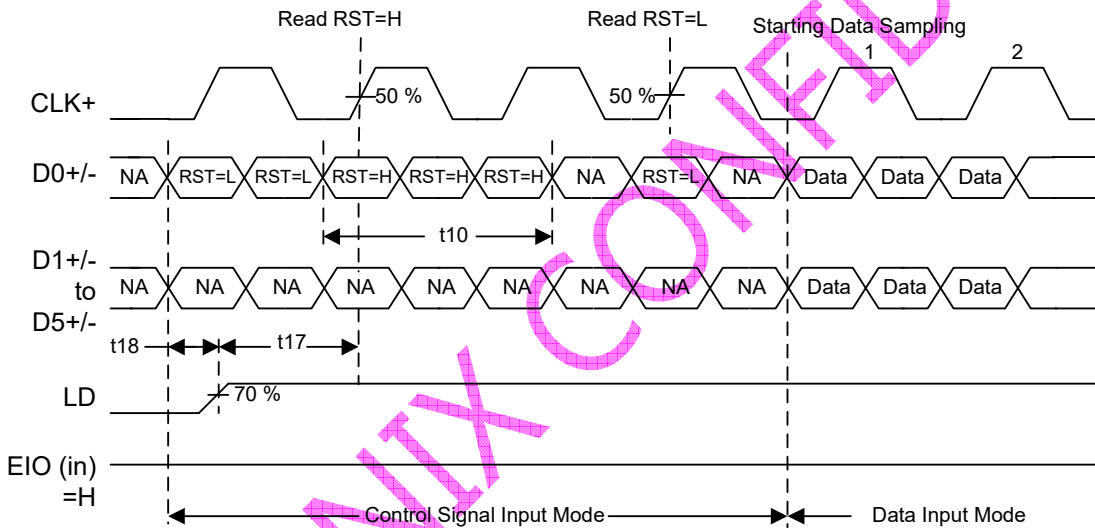 Read RST=H
Read RST=L
Starting Data Sampling
1
2
CLK+
50 %
50 %
D0+/-
NA
RST=L
RST=L
RST=H
RST=H
RST=H
NA
RST=L
NA
Data
Data
Data
t10
D1+/-
to
D5+/-
NA
NA
NA
NA
NA
NA
NA
NA
NA
Data
Data
Data
t18
t17
LD
70 %
EIO (in)
=H
Control Signal Input Mode
Data Input Mode
NIX CONFID